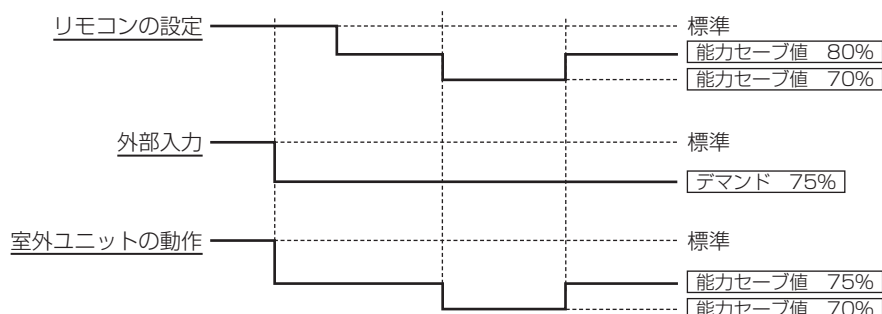 リモコンの設定
標準
能力セーブ値 80%
能力セーブ値 70%
外部入力
標準
デマンド 75%
室外ユニットの動作
標準
能力セーブ値 75%
能力セーブ値 70%